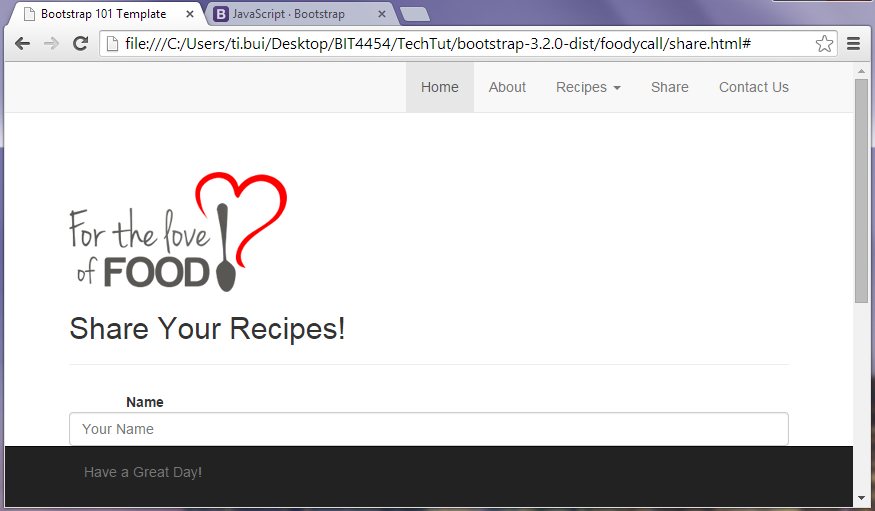 Bootstrap 101 Template
JavaScript · Bootstrap
file:///C:/Users/ti.bui/Desktop/BIT4454/TechTut/bootstrap-3.2.0-dist/foodycall/share.html#
Home About Recipes Share Contact Us
For the love
of FOOD
Share Your Recipes!
Name
Your Name
Have a Great Day!